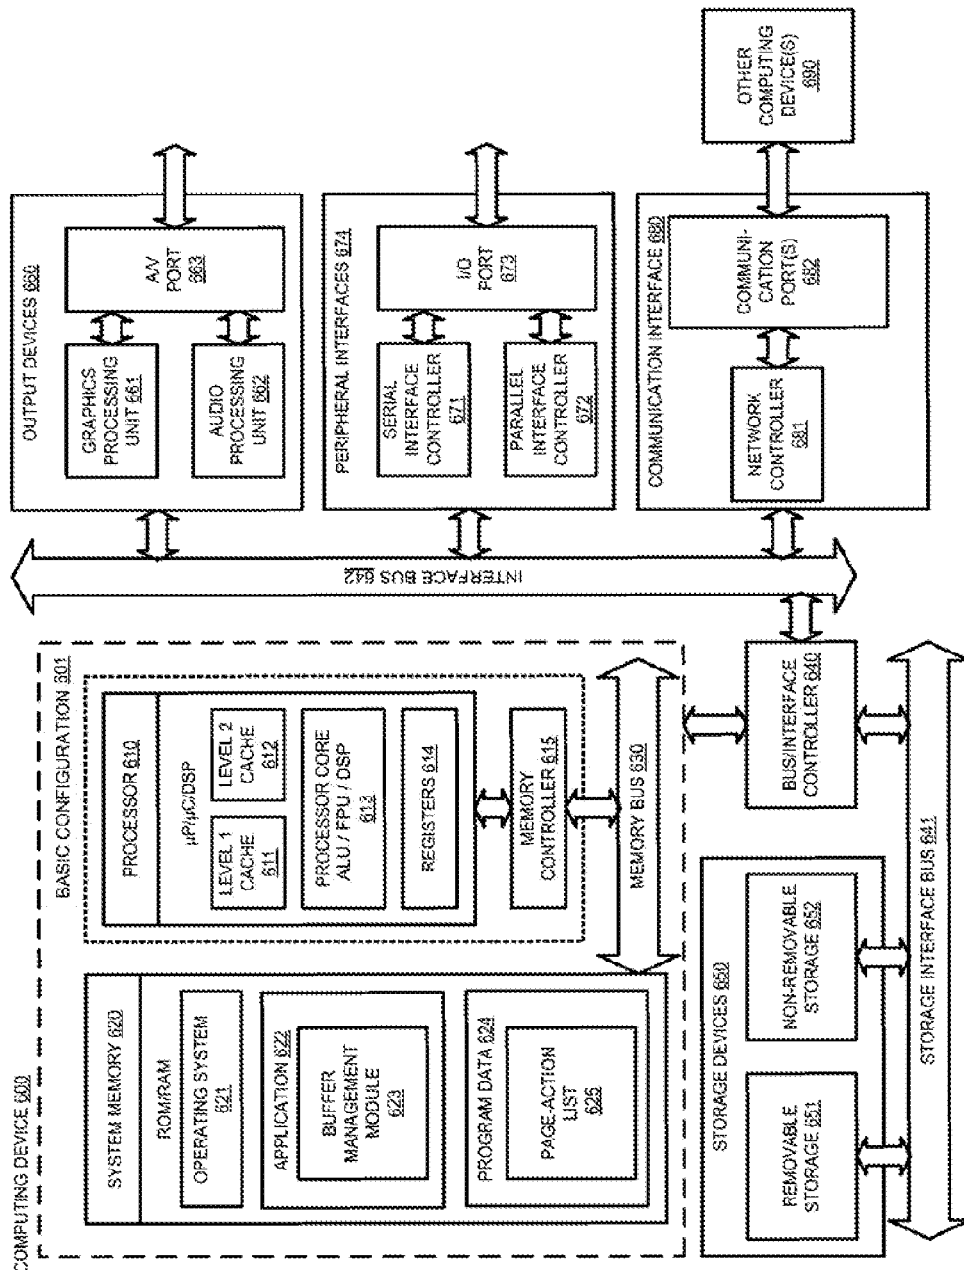 COMPUTING DEVICE 600
BASIC CONFIGURATION 601
SYSTEM MEMORY 620
ROM/RAM
OPERATING SYSTEM
621
APPLICATION 622
BUFFER
MANAGEMENT
MODULE
623
PROGRAM DATA 624
PAGE-ACTION
LIST
625
PROCESSOR 610
µP/µC/DSP
LEVEL 1
CACHE
611
LEVEL 2
CACHE
612
PROCESSOR CORE
ALU / FPU / DSP
613
REGISTERS 614
MEMORY
CONTROLLER 615
MEMORY BUS 630
STORAGE DEVICES 650
REMOVABLE
STORAGE 651
NON-REMOVABLE
STORAGE 652
BUS/INTERFACE
CONTROLLER 640
STORAGE INTERFACE BUS 641
INTERFACE BUS 642
OUTPUT DEVICES 660
GRAPHICS
PROCESSING
UNIT 661
AUDIO
PROCESSING
UNIT 662
A/V
PORT
663
PERIPHERAL INTERFACES 674
SERIAL
INTERFACE
CONTROLLER
671
PARALLEL
INTERFACE
CONTROLLER
672
I/O
PORT
673
COMMUNICATION INTERFACE 680
NETWORK
CONTROLLER
681
COMMUNI-
CATION
PORT(S)
682
OTHER
COMPUTING
DEVICE(S)
690